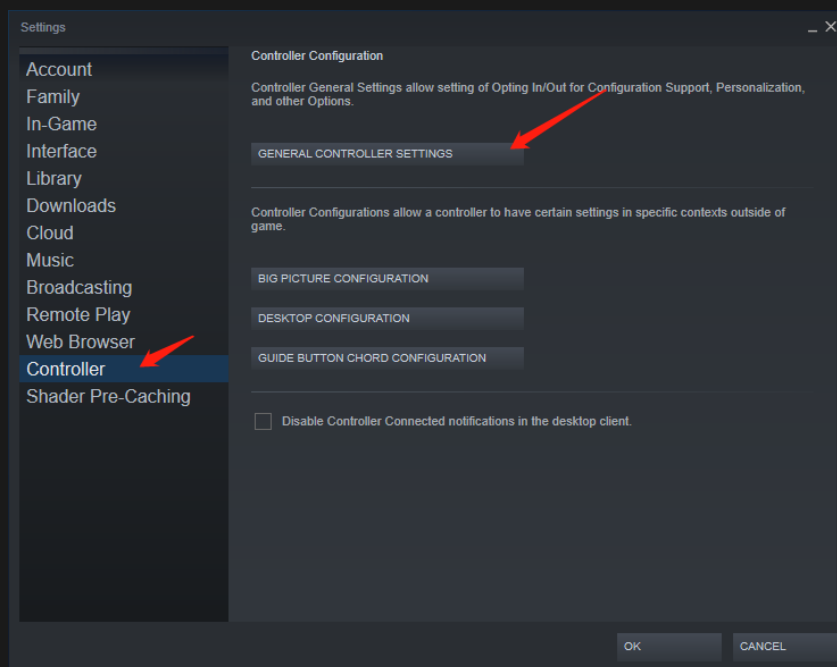 Settings
Account
Family
In-Game
Interface
Library
Downloads
Cloud
Music
Broadcasting
Remote Play
Web Browser
Controller
Shader Pre-Caching
Controller Configuration
Controller General Settings allow setting of Opting In/Out for Configuration Support, Personalization,
and other Options.
GENERAL CONTROLLER SETTINGS
Controller Configurations allow a controller to have certain settings in specific contexts outside of
game.
BIG PICTURE CONFIGURATION
DESKTOP CONFIGURATION
GUIDE BUTTON CHORD CONFIGURATION
Disable Controller Connected notifications in the desktop client.
OK
CANCEL